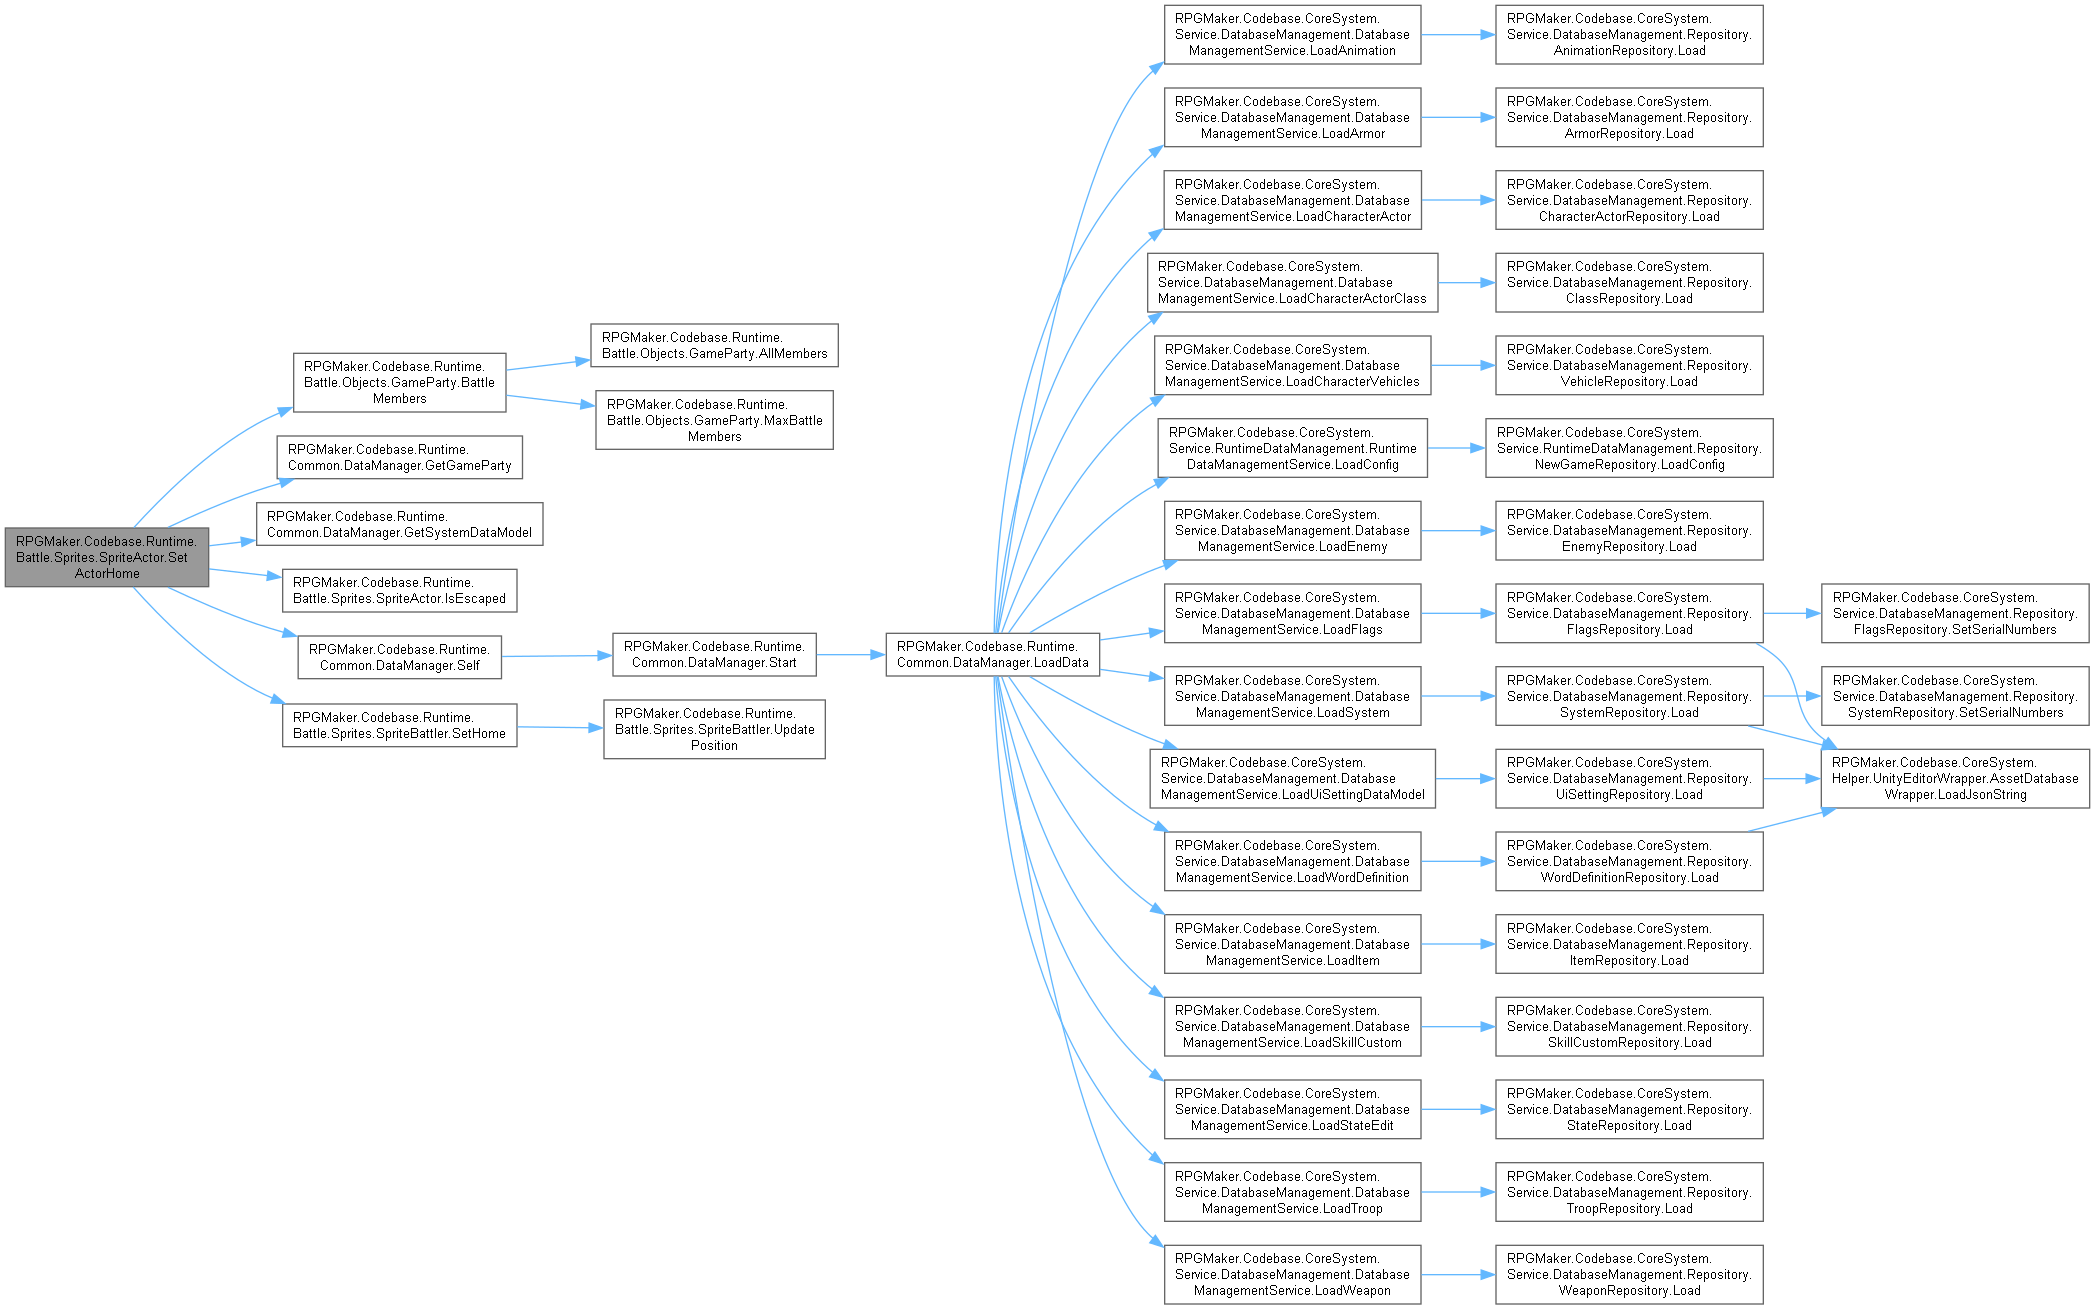 RPGMaker.Codebase.Runtime.
Battle.Sprites.SpriteActor.Set
ActorHome
RPGMaker.Codebase.Runtime.
Battle.Objects.GameParty.Battle
Members
RPGMaker.Codebase.Runtime.
Common.DataManager.GetGameParty
RPGMaker.Codebase.Runtime.
Common.DataManager.GetSystemDataModel
RPGMaker.Codebase.Runtime.
Battle.Sprites.SpriteActor.IsEscaped
RPGMaker.Codebase.Runtime.
Common.DataManager.Self
RPGMaker.Codebase.Runtime.
Battle.Sprites.SpriteBattler.SetHome
RPGMaker.Codebase.Runtime.
Battle.Objects.GameParty.AllMembers
RPGMaker.Codebase.Runtime.
Battle.Objects.GameParty.MaxBattle
Members
RPGMaker.Codebase.Runtime.
Common.DataManager.Start
RPGMaker.Codebase.Runtime.
Battle.Sprites.SpriteBattler.Update
Position
RPGMaker.Codebase.Runtime.
Common.DataManager.LoadData
RPGMaker.Codebase.CoreSystem.
Service.DatabaseManagement.Database
ManagementService.LoadAnimation
RPGMaker.Codebase.CoreSystem.
Service.DatabaseManagement.Database
ManagementService.LoadArmor
RPGMaker.Codebase.CoreSystem.
Service.DatabaseManagement.Database
ManagementService.LoadCharacterActor
RPGMaker.Codebase.CoreSystem.
Service.DatabaseManagement.Database
ManagementService.LoadCharacterActorClass
RPGMaker.Codebase.CoreSystem.
Service.DatabaseManagement.Database
ManagementService.LoadCharacterVehicles
RPGMaker.Codebase.CoreSystem.
Service.RuntimeDataManagement.Runtime
DataManagementService.LoadConfig
RPGMaker.Codebase.CoreSystem.
Service.DatabaseManagement.Database
ManagementService.LoadEnemy
RPGMaker.Codebase.CoreSystem.
Service.DatabaseManagement.Database
ManagementService.LoadFlags
RPGMaker.Codebase.CoreSystem.
Service.DatabaseManagement.Database
ManagementService.LoadSystem
RPGMaker.Codebase.CoreSystem.
Service.DatabaseManagement.Database
ManagementService.LoadUiSettingDataModel
RPGMaker.Codebase.CoreSystem.
Service.DatabaseManagement.Database
ManagementService.LoadWordDefinition
RPGMaker.Codebase.CoreSystem.
Service.DatabaseManagement.Database
ManagementService.LoadItem
RPGMaker.Codebase.CoreSystem.
Service.DatabaseManagement.Database
ManagementService.LoadSkillCustom
RPGMaker.Codebase.CoreSystem.
Service.DatabaseManagement.Database
ManagementService.LoadStateEdit
RPGMaker.Codebase.CoreSystem.
Service.DatabaseManagement.Database
ManagementService.LoadTroop
RPGMaker.Codebase.CoreSystem.
Service.DatabaseManagement.Database
ManagementService.LoadWeapon
RPGMaker.Codebase.CoreSystem.
Service.DatabaseManagement.Repository.
AnimationRepository.Load
RPGMaker.Codebase.CoreSystem.
Service.DatabaseManagement.Repository.
ArmorRepository.Load
RPGMaker.Codebase.CoreSystem.
Service.DatabaseManagement.Repository.
CharacterActorRepository.Load
RPGMaker.Codebase.CoreSystem.
Service.DatabaseManagement.Repository.
ClassRepository.Load
RPGMaker.Codebase.CoreSystem.
Service.DatabaseManagement.Repository.
VehicleRepository.Load
RPGMaker.Codebase.CoreSystem.
Service.RuntimeDataManagement.Repository.
NewGameRepository.LoadConfig
RPGMaker.Codebase.CoreSystem.
Service.DatabaseManagement.Repository.
EnemyRepository.Load
RPGMaker.Codebase.CoreSystem.
Service.DatabaseManagement.Repository.
FlagsRepository.Load
RPGMaker.Codebase.CoreSystem.
Service.DatabaseManagement.Repository.
SystemRepository.Load
RPGMaker.Codebase.CoreSystem.
Service.DatabaseManagement.Repository.
UiSettingRepository.Load
RPGMaker.Codebase.CoreSystem.
Service.DatabaseManagement.Repository.
WordDefinitionRepository.Load
RPGMaker.Codebase.CoreSystem.
Service.DatabaseManagement.Repository.
ItemRepository.Load
RPGMaker.Codebase.CoreSystem.
Service.DatabaseManagement.Repository.
SkillCustomRepository.Load
RPGMaker.Codebase.CoreSystem.
Service.DatabaseManagement.Repository.
StateRepository.Load
RPGMaker.Codebase.CoreSystem.
Service.DatabaseManagement.Repository.
TroopRepository.Load
RPGMaker.Codebase.CoreSystem.
Service.DatabaseManagement.Repository.
WeaponRepository.Load
RPGMaker.Codebase.CoreSystem.
Service.DatabaseManagement.Repository.
FlagsRepository.SetSerialNumbers
RPGMaker.Codebase.CoreSystem.
Service.DatabaseManagement.Repository.
SystemRepository.SetSerialNumbers
RPGMaker.Codebase.CoreSystem.
Helper.UnityEditorWrapper.AssetDatabase
Wrapper.LoadJsonString